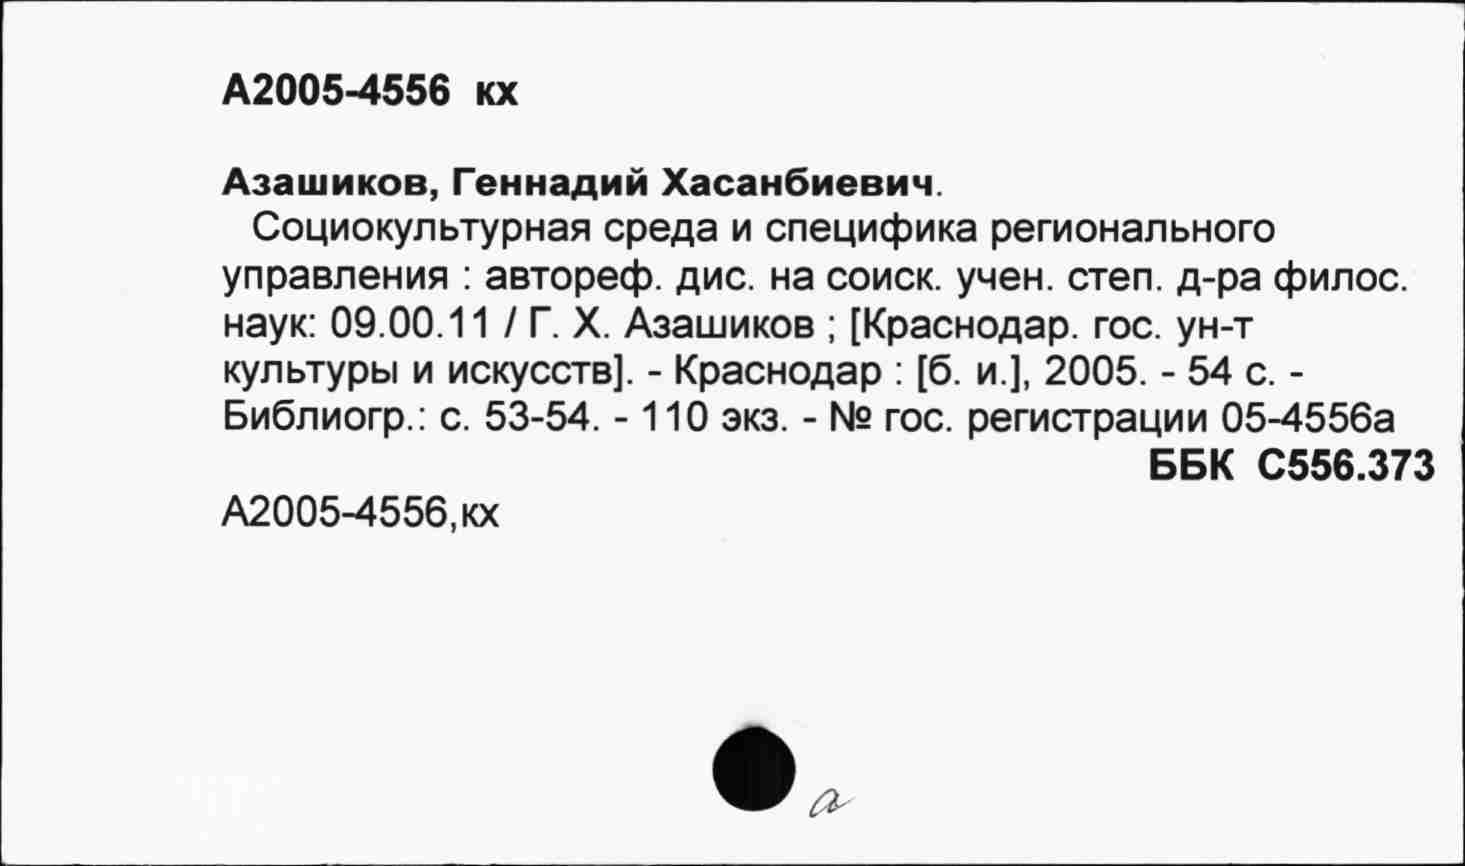 А2005-4556 кх
Азашиков, Геннадий Хасанбиевич.
Социокультурная среда и специфика регионального
управления : автореф. дис. на соиск. учен. степ. д-ра филос.
наук: 09.00.11 / Г. Х. Азашиков ; [Краснодар. гос. ун-т
культуры и искусств]. - Краснодар : [б. и.], 2005. - 54 с. -
Библиогр.: с. 53-54. - 110 экз. - № гос. регистрации 05-4556а
ББК С556.373
А2005-4556,кх
а